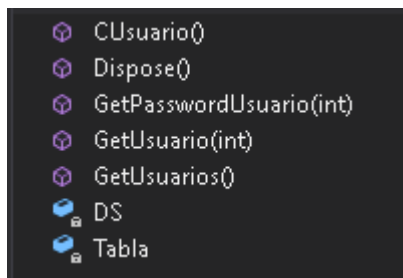 CUsuario()
Dispose()
GetPasswordUsuario(int)
GetUsuario(int)
GetUsuarios()
DS
Tabla